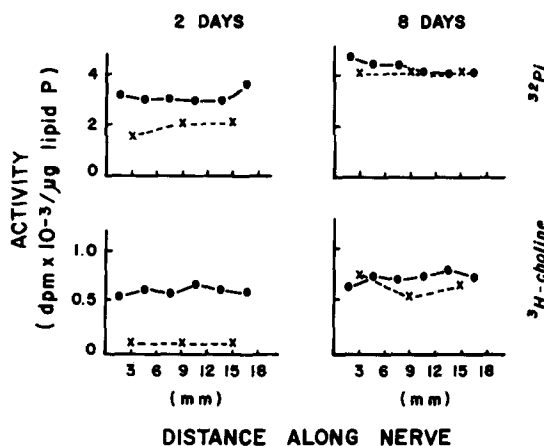 2 DAYS 8 DAYS
ACTIVITY
(dpm x 10⁻³/µg lipid P)
4
2
0
³²Pi
1.0
0.5
0
³H-choline
3 6 9 12 15 18
3 6 9 12 15 18
(mm) (mm)
DISTANCE ALONG NERVE